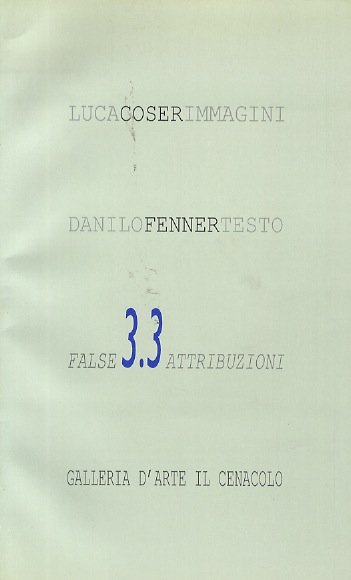 LUCACOSERIMMAGINI
DANILOFENNERTESTO
FALSE 3.3 ATTRIBUZIONI
GALLERIA D'ARTE IL CENACOLO